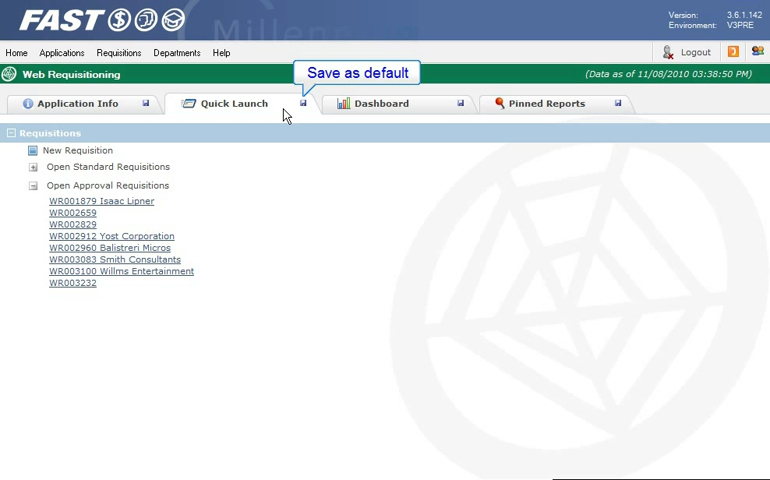 FAST
Millenn
Version: 3.6.1.142
Environment: V3PRE
Home Applications Requisitions Departments Help
Logout
Web Requisitioning
(Data as of 11/08/2010 03:38:50 PM)
Save as default
Application Info Quick Launch Dashboard Pinned Reports
Requisitions
New Requisition
Open Standard Requisitions
Open Approval Requisitions
WR001879 Isaac Lipner
WR002659
WR002829
WR002912 Yost Corporation
WR002960 Balistreri Micros
WR003083 Smith Consultants
WR003100 Willms Entertainment
WR003232